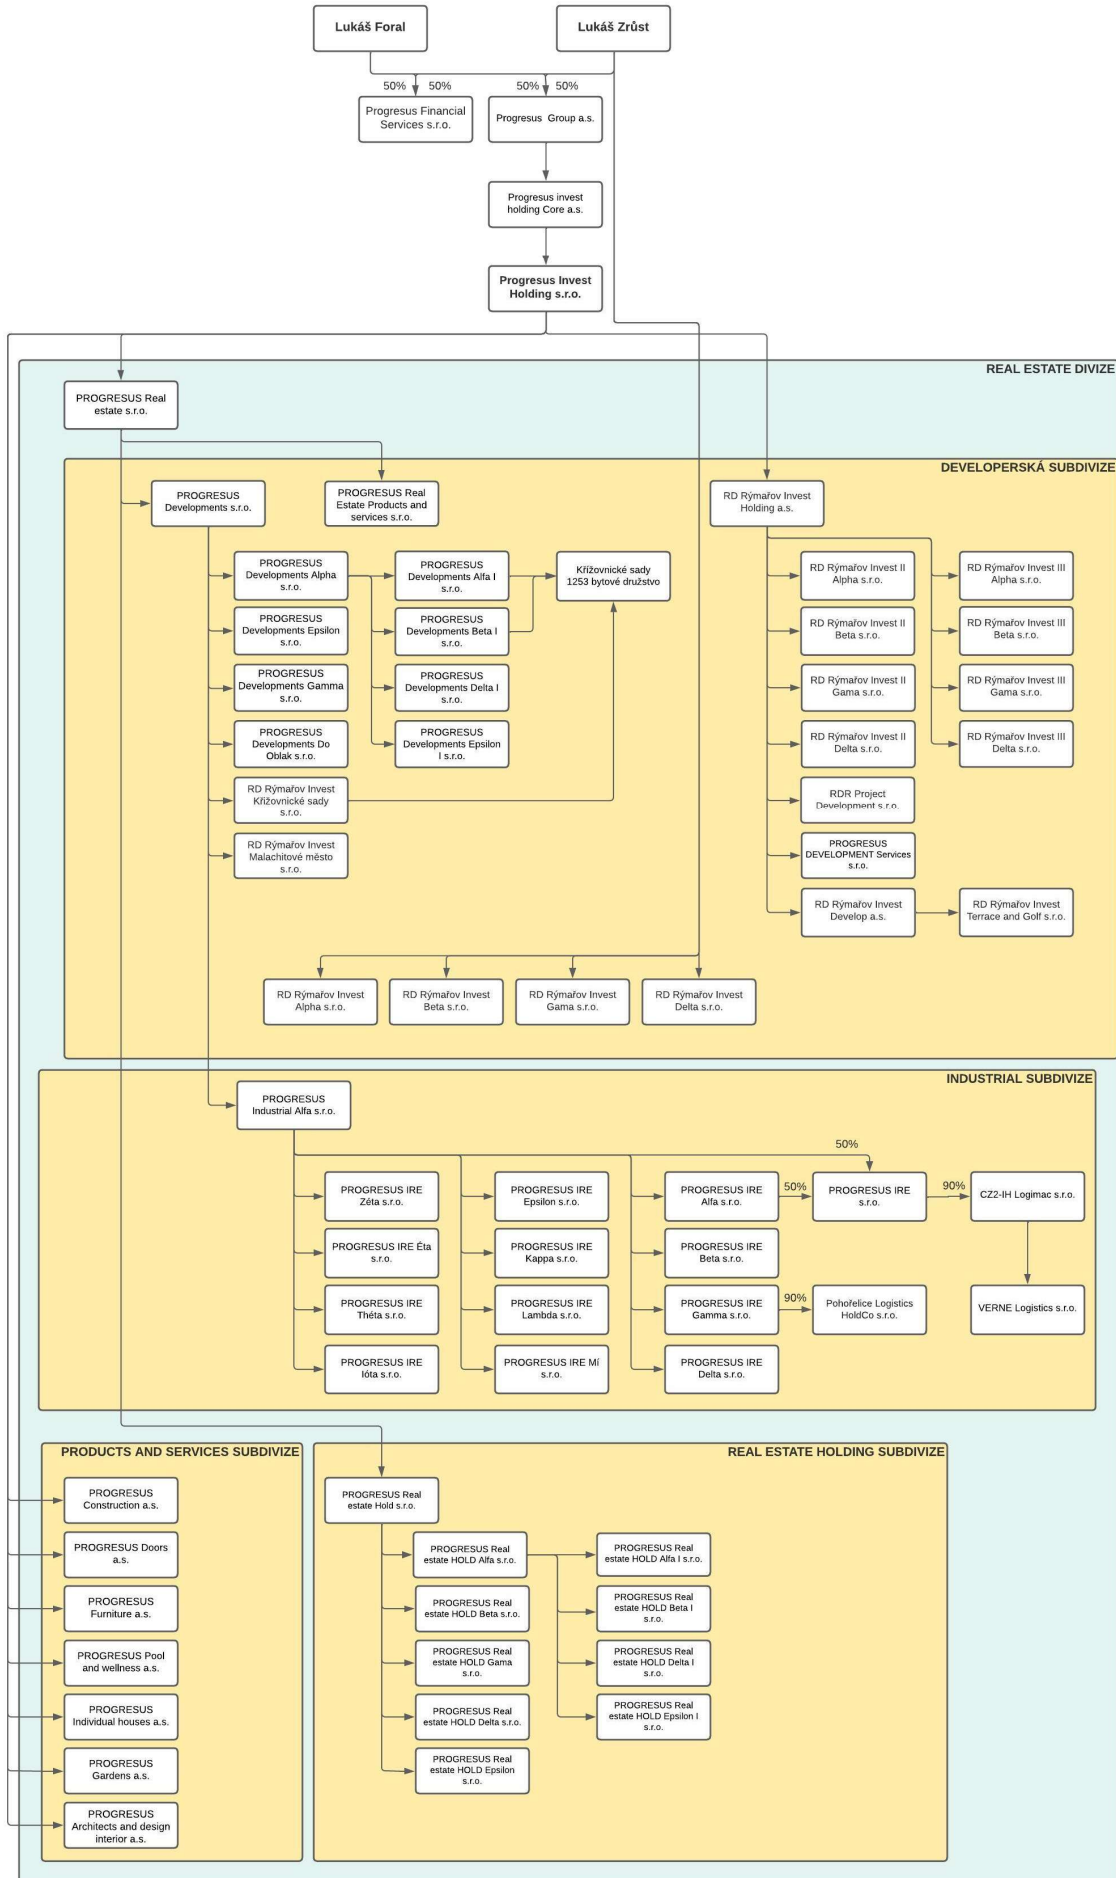 Lukáš Foral
Lukáš Zrůst
50%
50%
50%
50%
Progresus Financial
Services s.r.o.
Progresus Group a.s.
Progresus invest
holding Core a.s.
Progresus Invest
Holding s.r.o.
REAL ESTATE DIVIZE
PROGRESUS Real
estate s.r.o.
DEVELOPERSKÁ SUBDIVIZE
PROGRESUS
Developments s.r.o.
PROGRESUS Real
Estate Products and
services s.r.o.
RD Rýmařov Invest
Holding a.s.
PROGRESUS
Developments Alpha
s.r.o.
PROGRESUS
Developments Alfa I
s.r.o.
Křížovnické sady
1253 bytové družstvo
RD Rýmařov Invest II
Alpha s.r.o.
RD Rýmařov Invest III
Alpha s.r.o.
PROGRESUS
Developments Epsilon
s.r.o.
PROGRESUS
Developments Beta I
s.r.o.
RD Rýmařov Invest II
Beta s.r.o.
RD Rýmařov Invest III
Beta s.r.o.
PROGRESUS
Developments Gamma
s.r.o.
PROGRESUS
Developments Delta I
s.r.o.
RD Rýmařov Invest II
Gama s.r.o.
RD Rýmařov Invest III
Gama s.r.o.
PROGRESUS
Developments Do
Oblak s.r.o.
PROGRESUS
Developments Epsilon
I s.r.o.
RD Rýmařov Invest II
Delta s.r.o.
RD Rýmařov Invest III
Delta s.r.o.
RD Rýmařov Invest
Křížovnické sady
s.r.o.
RDR Project
Development s.r.o.
RD Rýmařov Invest
Malachitové město
s.r.o.
PROGRESUS
DEVELOPMENT Services
s.r.o.
RD Rýmařov Invest
Develop a.s.
RD Rýmařov Invest
Terrace and Golf s.r.o.
RD Rýmařov Invest
Alpha s.r.o.
RD Rýmařov Invest
Beta s.r.o.
RD Rýmařov Invest
Gama s.r.o.
RD Rýmařov Invest
Delta s.r.o.
INDUSTRIAL SUBDIVIZE
PROGRESUS
Industrial Alfa s.r.o.
50%
PROGRESUS IRE
Zéta s.r.o.
PROGRESUS IRE
Epsilon s.r.o.
PROGRESUS IRE
Alfa s.r.o.
50%
PROGRESUS IRE
s.r.o.
90%
CZ2-IH Logimac s.r.o.
PROGRESUS IRE Éta
s.r.o.
PROGRESUS IRE
Kappa s.r.o.
PROGRESUS IRE
Beta s.r.o.
PROGRESUS IRE
Théta s.r.o.
PROGRESUS IRE
Lambda s.r.o.
PROGRESUS IRE
Gamma s.r.o.
90%
Pohořelice Logistics
HoldCo s.r.o.
VERNE Logistics s.r.o.
PROGRESUS IRE
Ióta s.r.o.
PROGRESUS IRE Mí
s.r.o.
PROGRESUS IRE
Delta s.r.o.
PRODUCTS AND SERVICES SUBDIVIZE
PROGRESUS
Construction a.s.
PROGRESUS Doors
a.s.
PROGRESUS
Furniture a.s.
PROGRESUS Pool
and wellness a.s.
PROGRESUS
Individual houses a.s.
PROGRESUS
Gardens a.s.
PROGRESUS
Architects and design
interior a.s.
REAL ESTATE HOLDING SUBDIVIZE
PROGRESUS Real
estate Hold s.r.o.
PROGRESUS Real
estate HOLD Alfa s.r.o.
PROGRESUS Real
estate HOLD Alfa I s.r.o.
PROGRESUS Real
estate HOLD Beta s.r.o.
PROGRESUS Real
estate HOLD Beta I
s.r.o.
PROGRESUS Real
estate HOLD Gama
s.r.o.
PROGRESUS Real
estate HOLD Delta I
s.r.o.
PROGRESUS Real
estate HOLD Delta s.r.o.
PROGRESUS Real
estate HOLD Epsilon I
s.r.o.
PROGRESUS Real
estate HOLD Epsilon
s.r.o.